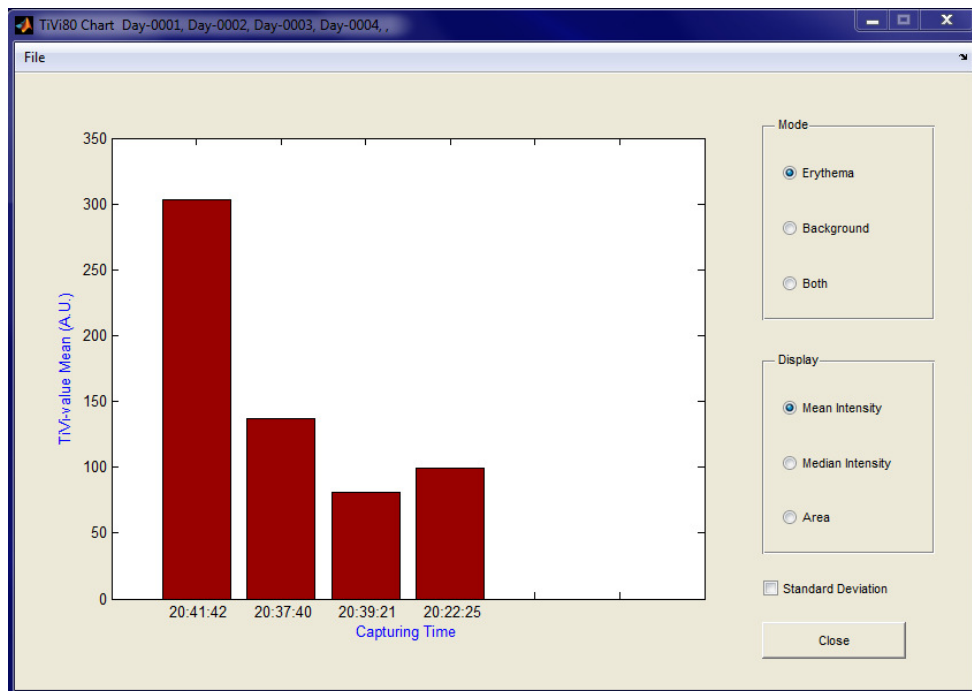 TiVi80 Chart  Day-0001, Day-0002, Day-0003, Day-0004, ,
File
350
300
250
200
150
100
50
0
TiVi-value Mean (A.U.)
20:41:42 20:37:40 20:39:21 20:22:25
Capturing Time
Mode
Erythema
Background
Both
Display
Mean Intensity
Median Intensity
Area
Standard Deviation
Close